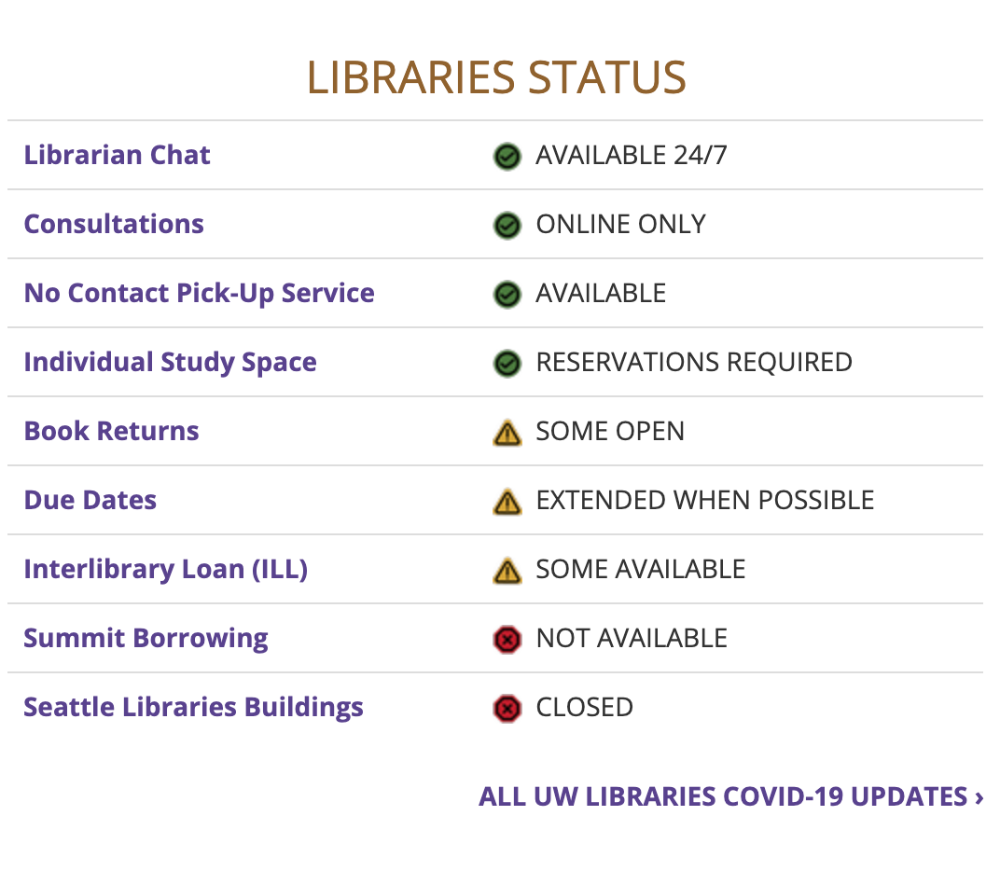 LIBRARIES STATUS
Librarian Chat AVAILABLE 24/7
Consultations ONLINE ONLY
No Contact Pick-Up Service AVAILABLE
Individual Study Space RESERVATIONS REQUIRED
Book Returns SOME OPEN
Due Dates EXTENDED WHEN POSSIBLE
Interlibrary Loan (ILL) SOME AVAILABLE
Summit Borrowing NOT AVAILABLE
Seattle Libraries Buildings CLOSED
ALL UW LIBRARIES COVID-19 UPDATES ›